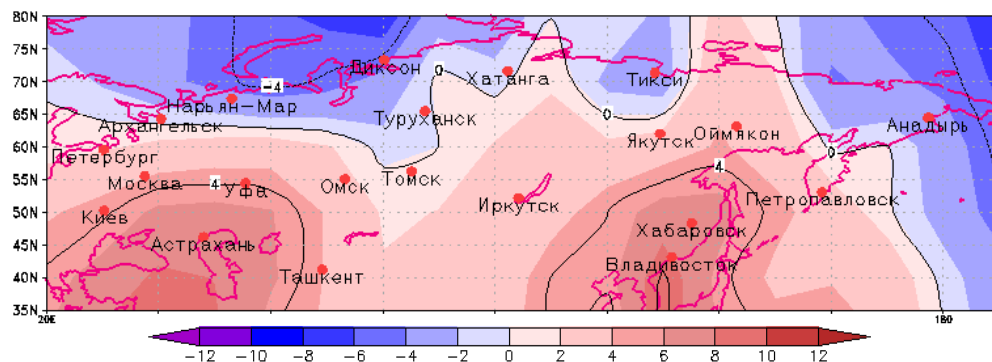 80N
75N
Диксон
Хатанга
Тикси
0
70N
-4
Нарьян-Мар
65N
Архангельск
Туруханск
0
Якутск
Оймякон
Анадырь
60N
Петербург
0
55N
Москва
4
Уфа
Омск
Томск
4
Петропавловск
50N
Киев
Иркутск
Хабаровск
45N
Астрахань
Владивосток
40N
Ташкент
35N
20E
180
-12 -10 -8 -6 -4 -2 0 2 4 6 8 10 12